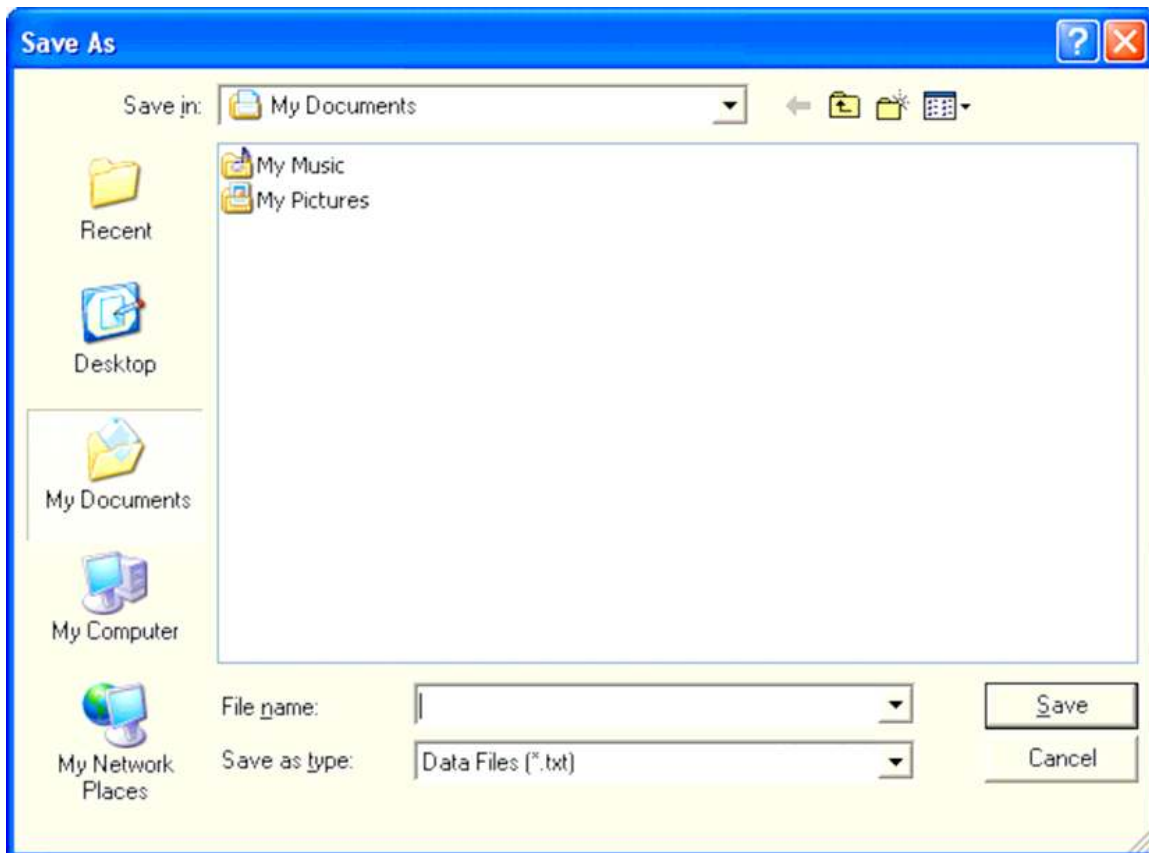 Save As
Save in: My Documents
My Music
My Pictures
Recent
Desktop
My Documents
My Computer
My Network
Places
File name:
Save
Save as type: Data Files (*.txt)
Cancel